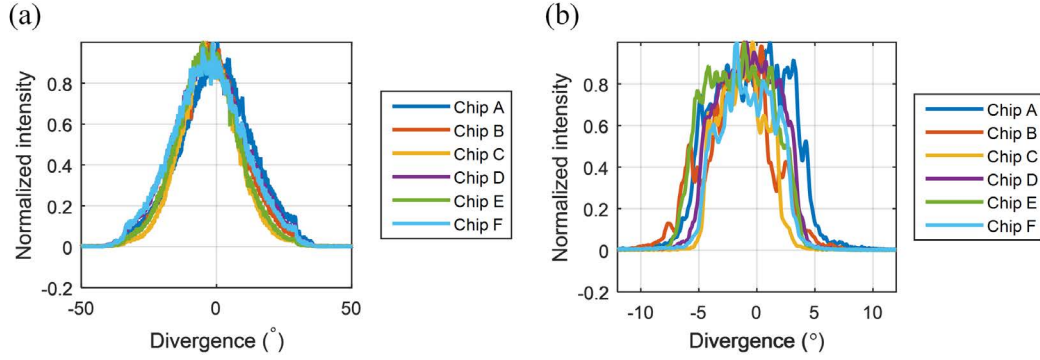 (a)
Normalized intensity
0.8
0.6
0.4
0.2
0
-0.2
-50
0
50
Divergence (°)
Chip A
Chip B
Chip C
Chip D
Chip E
Chip F
(b)
Normalized intensity
0.8
0.6
0.4
0.2
0
-0.2
-10
-5
0
5
10
Divergence (°)
Chip A
Chip B
Chip C
Chip D
Chip E
Chip F